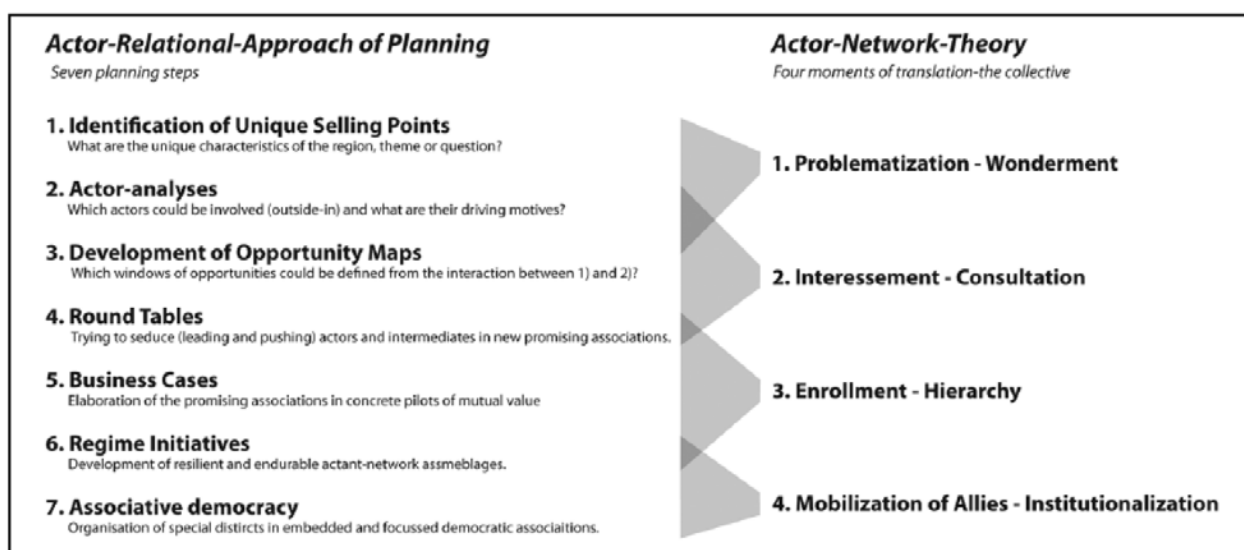 Actor-Relational-Approach of Planning
Seven planning steps
1. Identification of Unique Selling Points
What are the unique characteristics of the region, theme or question?
2. Actor-analyses
Which actors could be involved (outside-in) and what are their driving motives?
3. Development of Opportunity Maps
Which windows of opportunities could be defined from the interaction between 1) and 2)?
4. Round Tables
Trying to seduce (leading and pushing) actors and intermediates in new promising associations.
5. Business Cases
Elaboration of the promising associations in concrete pilots of mutual value
6. Regime Initiatives
Development of resilient and endurable actant-network assmeblages.
7. Associative democracy
Organisation of special distircts in embedded and focussed democratic associaitions.
Actor-Network-Theory
Four moments of translation-the collective
1. Problematization - Wonderment
2. Interessement - Consultation
3. Enrollment - Hierarchy
4. Mobilization of Allies - Institutionalization